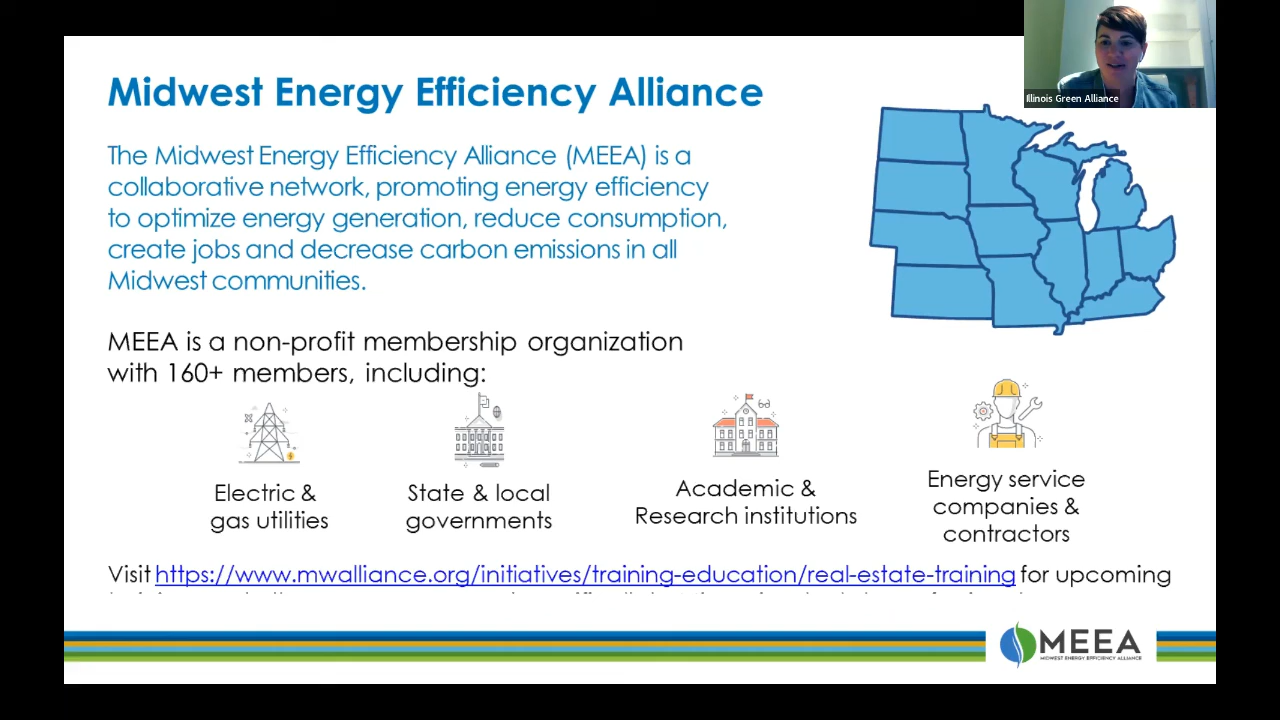 Midwest Energy Efficiency Alliance
Illinois Green Alliance
The Midwest Energy Efficiency Alliance (MEEA) is a
collaborative network, promoting energy efficiency
to optimize energy generation, reduce consumption,
create jobs and decrease carbon emissions in all
Midwest communities.
MEEA is a non-profit membership organization
with 160+ members, including:
Electric &
gas utilities
State & local
governments
Academic &
Research institutions
Energy service
companies &
contractors
Visit https://www.mwalliance.org/initiatives/training-education/real-estate-training for upcoming
MEEA
MIDWEST ENERGY EFFICIENCY ALLIANCE